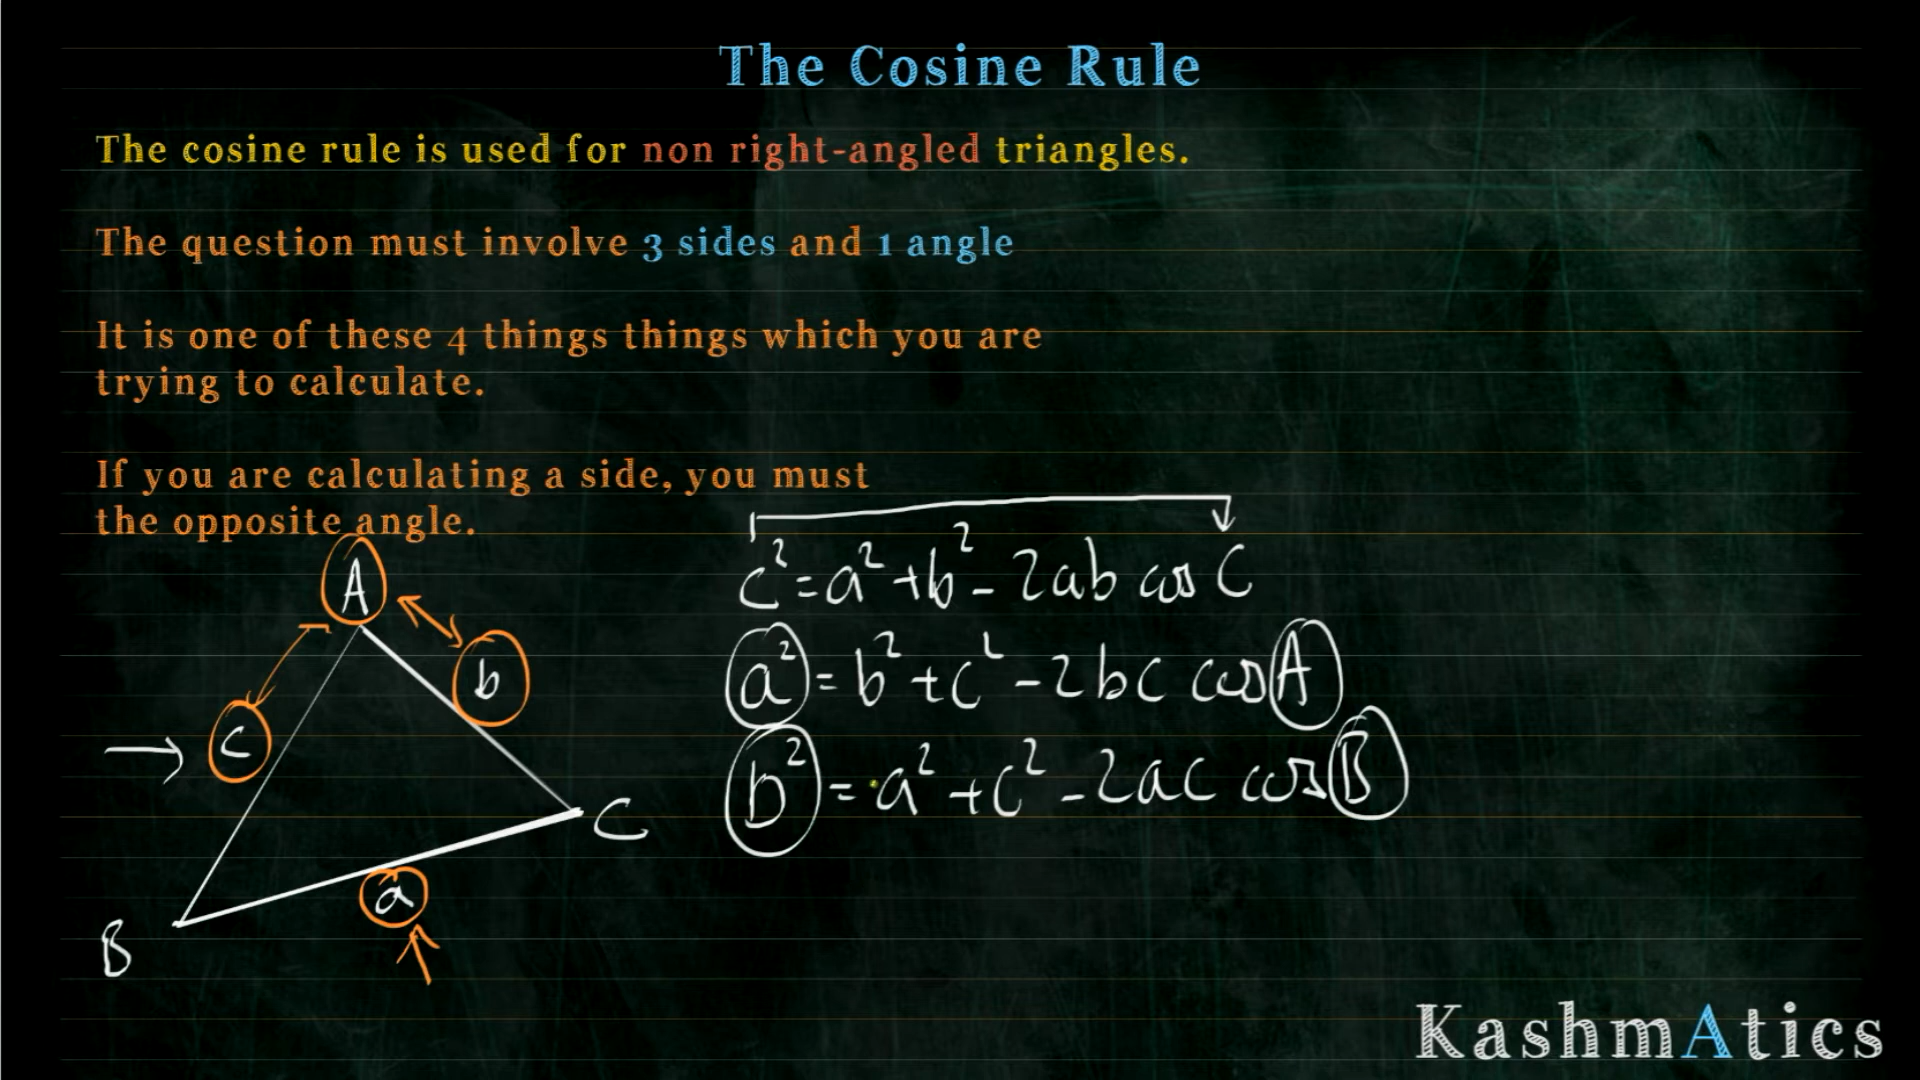 The Cosine Rule
The cosine rule is used for non right-angled triangles.
The question must involve 3 sides and 1 angle
It is one of these 4 things things which you are
trying to calculate.
If you are calculating a side, you must
the opposite angle.
A
b
c
C
a
B
c² = a² + b² - 2ab cos C
a² = b² + c² - 2bc cos A
b² = a² + c² - 2ac cos B
KashmAtics